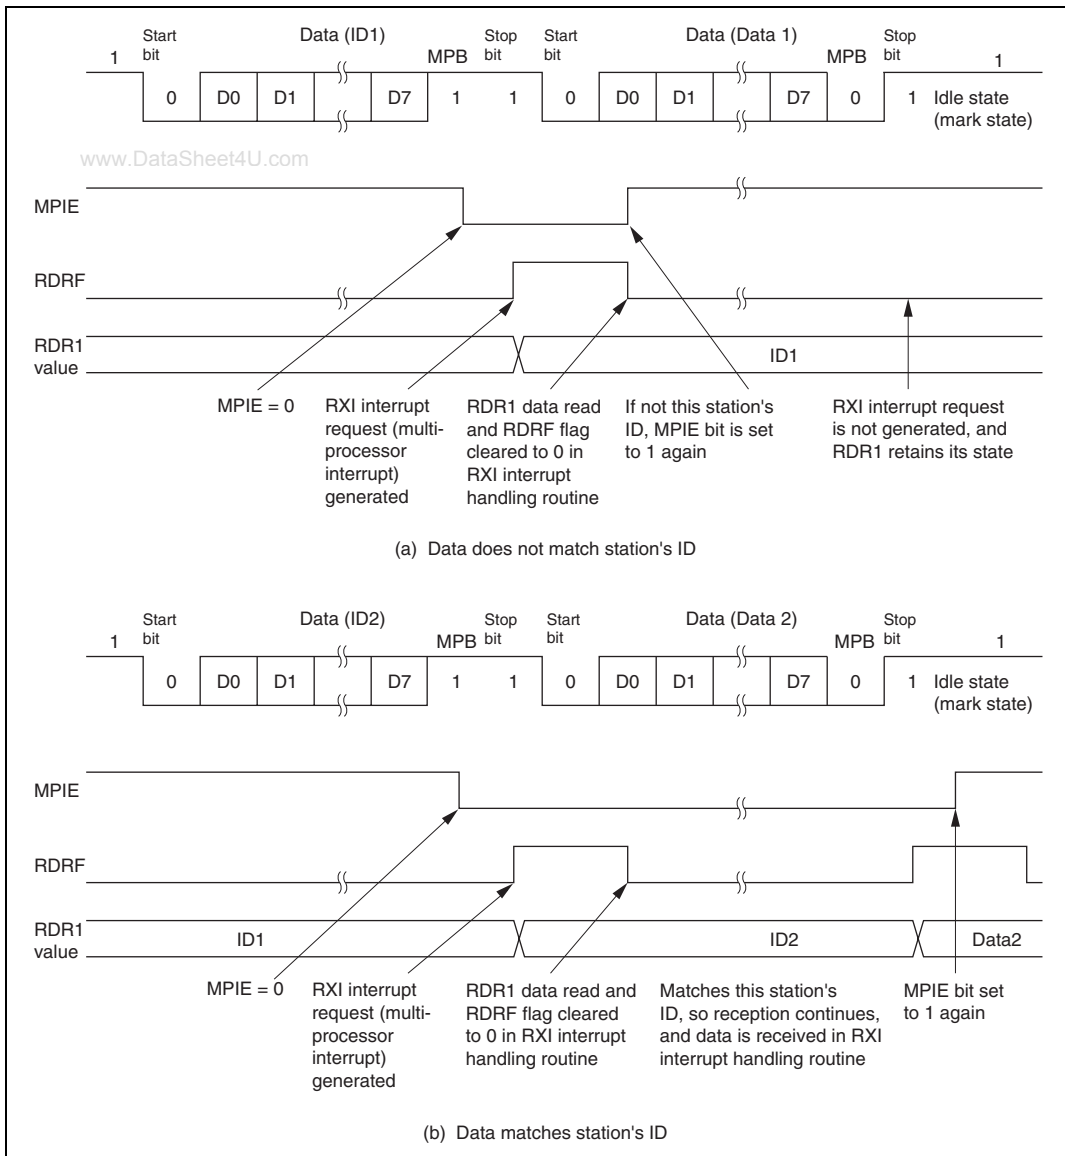 Start bit Data (ID1) Stop bit Start bit Data (Data 1) Stop bit
1 MPB MPB 1
0 D0 D1 D7 1 1 0 D0 D1 D7 0 1 Idle state (mark state)
www.DataSheet4U.com
MPIE
RDRF
RDR1 value
ID1
MPIE = 0
RXI interrupt
request (multi-
processor
interrupt)
generated
RDR1 data read
and RDRF flag
cleared to 0 in
RXI interrupt
handling routine
If not this station's
ID, MPIE bit is set
to 1 again
RXI interrupt request
is not generated, and
RDR1 retains its state
(a) Data does not match station's ID
Start bit Data (ID2) Stop bit Start bit Data (Data 2) Stop bit
1 MPB MPB 1
0 D0 D1 D7 1 1 0 D0 D1 D7 0 1 Idle state (mark state)
MPIE
RDRF
RDR1 value
ID1 ID2 Data2
MPIE = 0
RXI interrupt
request (multi-
processor
interrupt)
generated
RDR1 data read and
RDRF flag cleared
to 0 in RXI interrupt
handling routine
Matches this station's
ID, so reception continues,
and data is received in RXI
interrupt handling routine
MPIE bit set
to 1 again
(b) Data matches station's ID